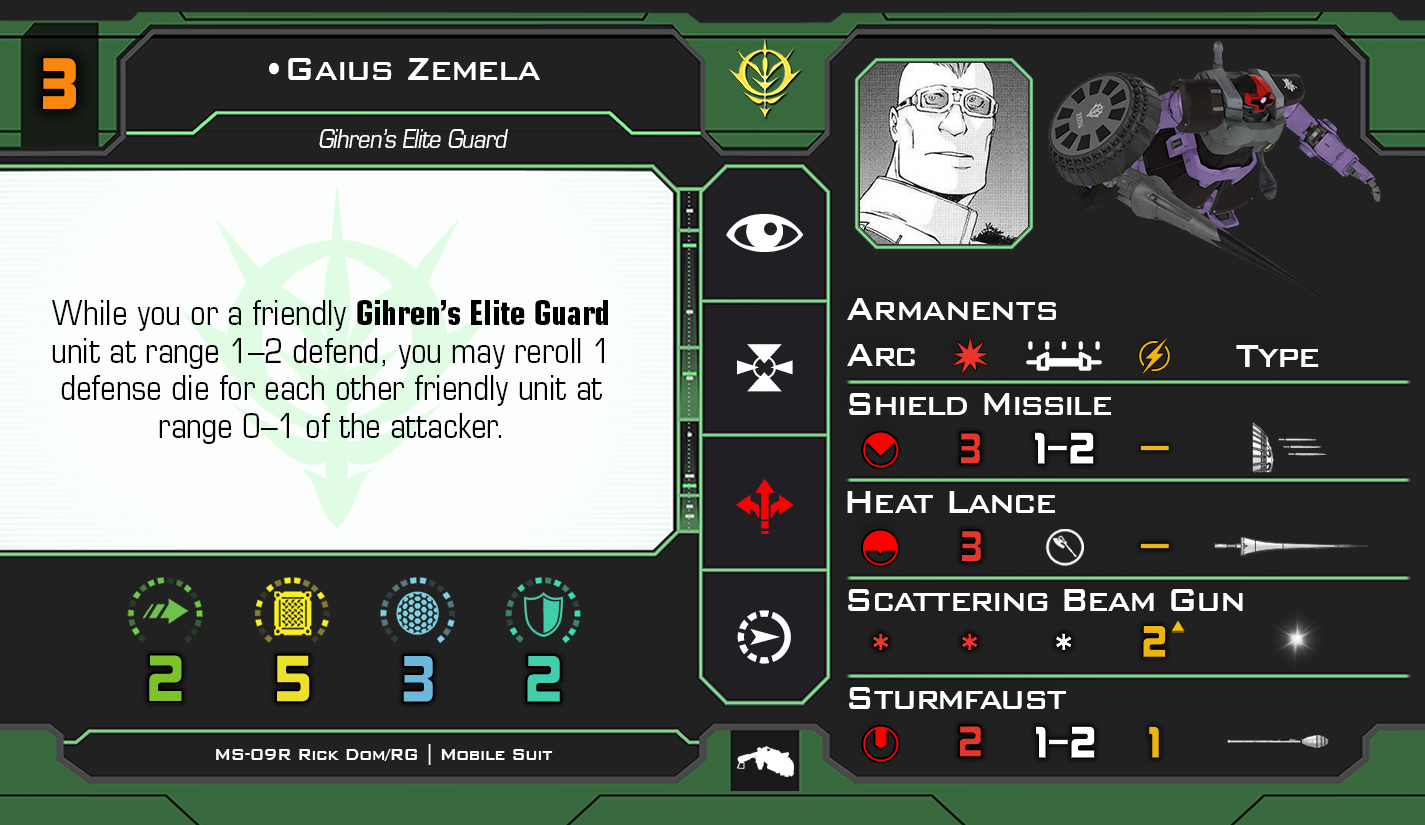 3
•Gaius Zemela
Gihren's Elite Guard
While you or a friendly Gihren's Elite Guard
unit at range 1–2 defend, you may reroll 1
defense die for each other friendly unit at
range 0–1 of the attacker.
2 5 3 2
MS-09R Rick Dom/RG | Mobile Suit
Armanents
Arc Type
Shield Missile
3 1–2 –
Heat Lance
3 –
Scattering Beam Gun
* * * 2
Sturmfaust
2 1–2 1